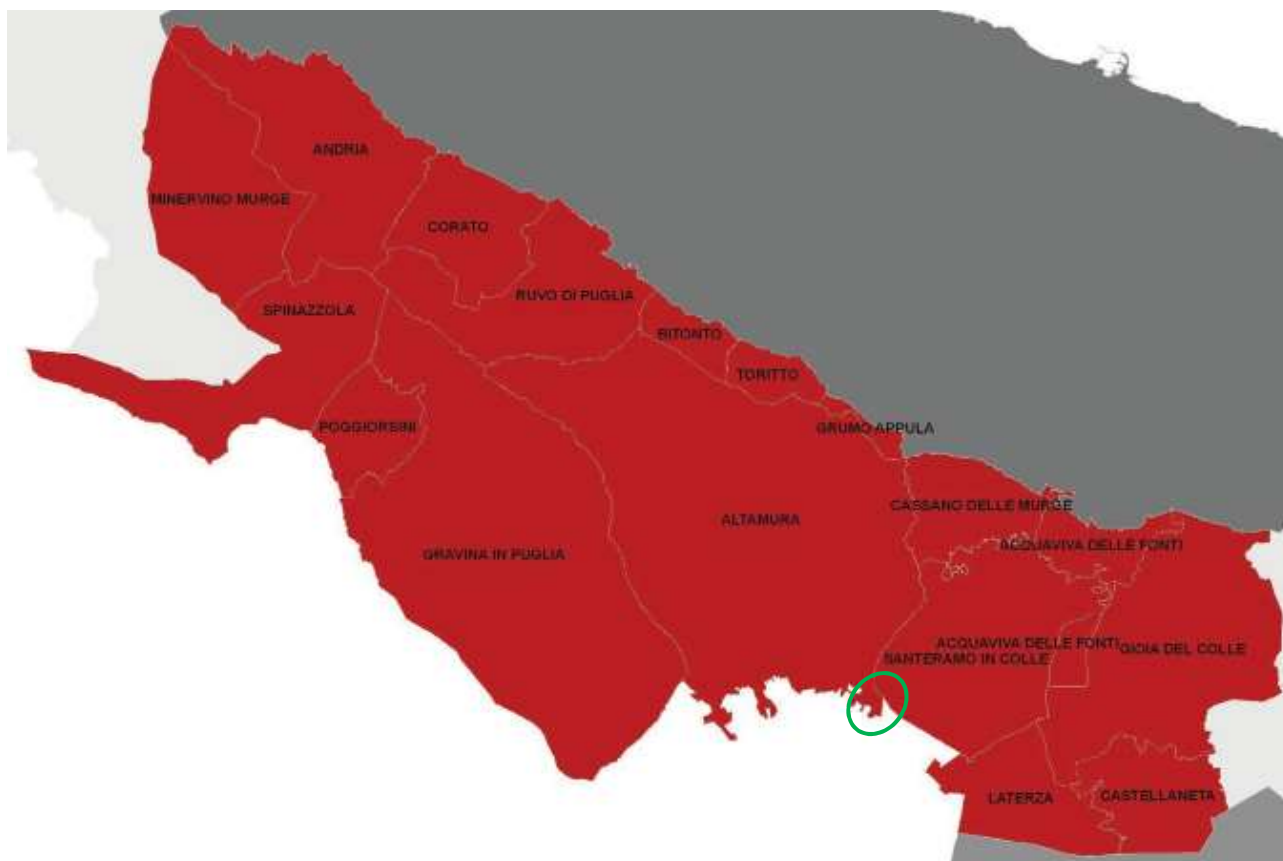 ANDRIA
MINERVINO MURGE
CORATO
RUVO DI PUGLIA
SPINAZZOLA
BITONTO
TORITTO
POGGIORSINI
GRUMO APPULA
CASSANO DELLE MURGE
ALTAMURA
ACQUAVIVA DELLE FONTI
GRAVINA IN PUGLIA
ACQUAVIVA DELLE FONTI
GIOIA DEL COLLE
SANTERAMO IN COLLE
LATERZA
CASTELLANETA